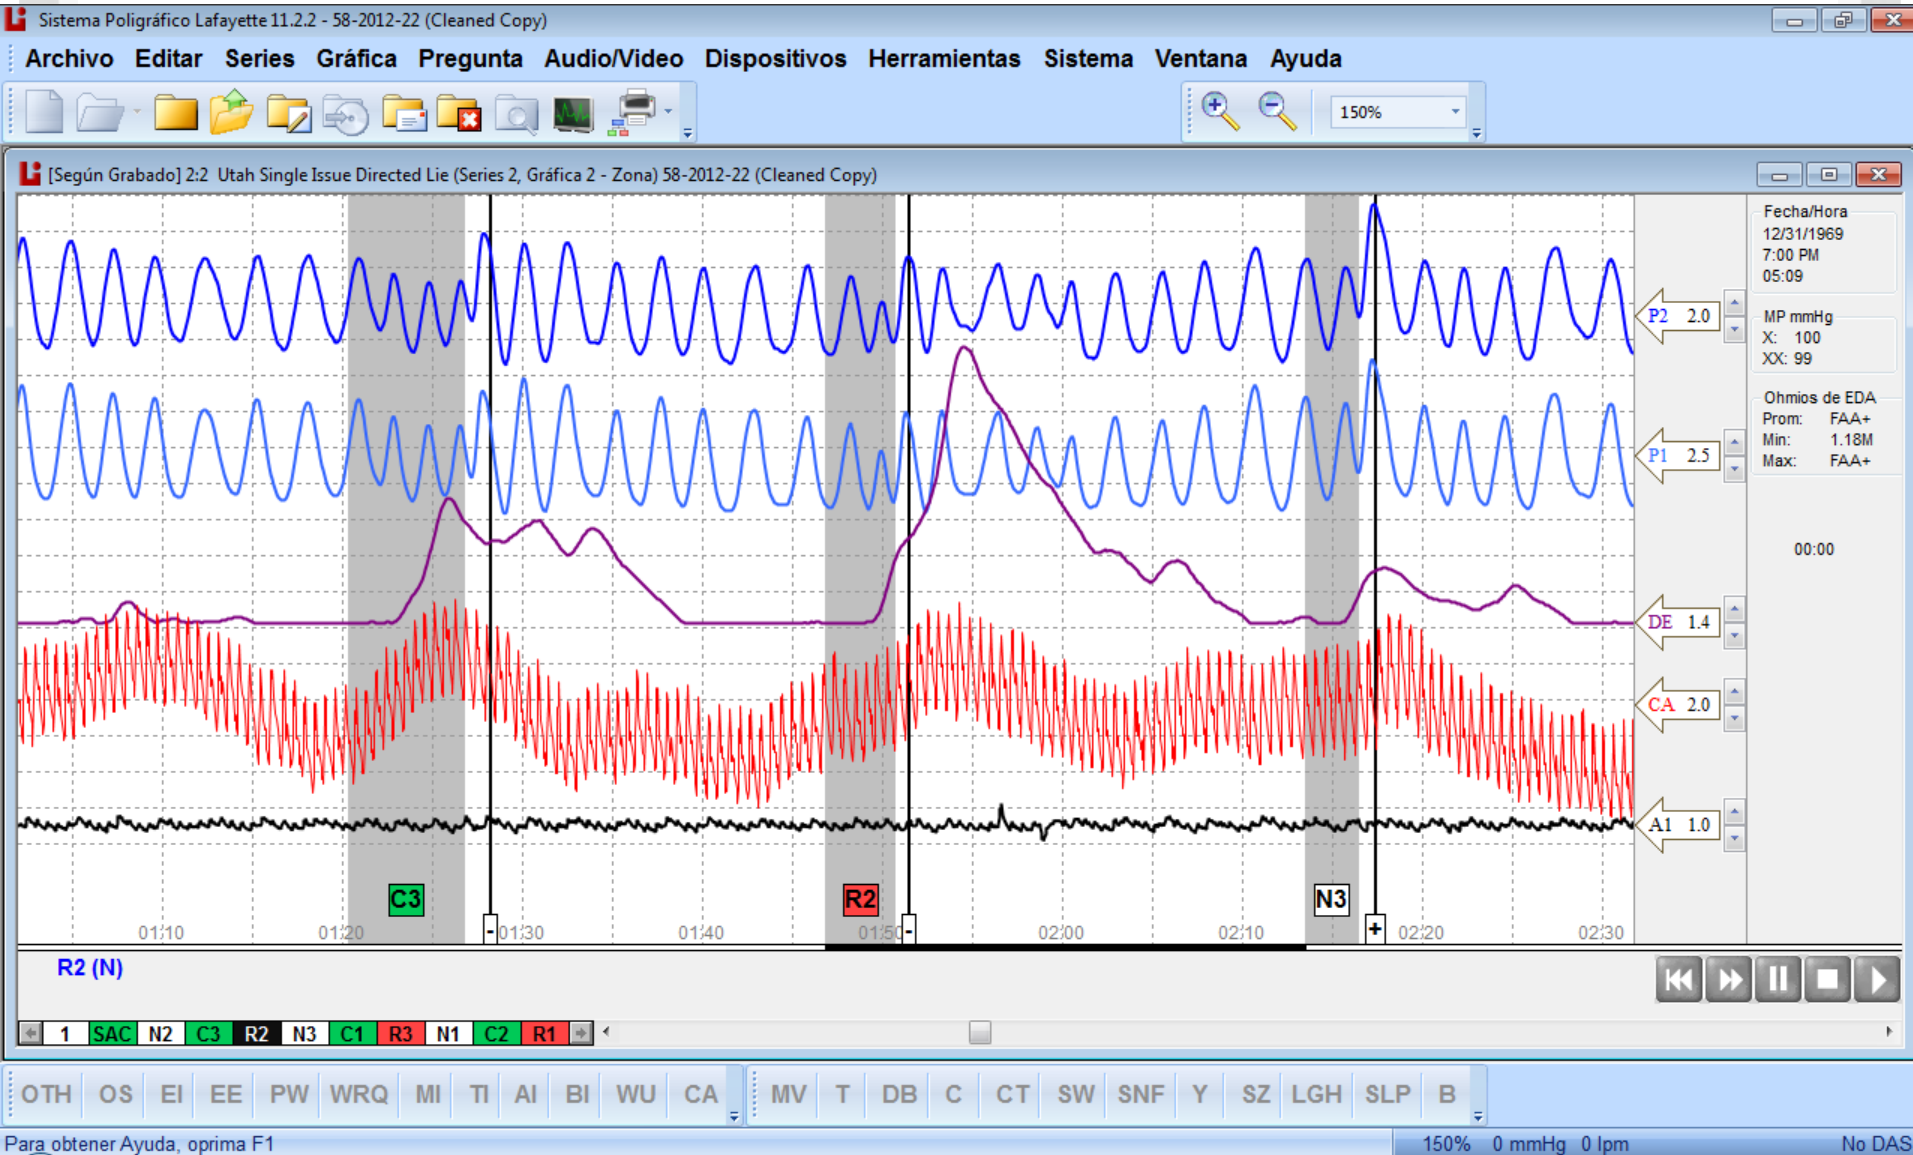 Sistema Poligráfico Lafayette 11.2.2 - 58-2012-22 (Cleaned Copy)
Archivo Editar Series Gráfica Pregunta Audio/Video Dispositivos Herramientas Sistema Ventana Ayuda
150%
[Según Grabado] 2:2 Utah Single Issue Directed Lie (Series 2, Gráfica 2 - Zona) 58-2012-22 (Cleaned Copy)
Fecha/Hora
12/31/1969
7:00 PM
05:09
P2 2.0
MP mmHg
X: 100
XX: 99
Ohmios de EDA
Prom: FAA+
Min: 1.18M
Max: FAA+
P1 2.5
00:00
DE 1.4
CA 2.0
A1 1.0
C3 R2 N3
01:10 01:20 - 01:30 01:40 01:50 - 02:00 02:10 + 02:20 02:30
R2 (N)
1 SAC N2 C3 R2 N3 C1 R3 N1 C2 R1
OTH OS EI EE PW WRQ MI TI AI BI WU CA MV T DB C CT SW SNF Y SZ LGH SLP B
Para obtener Ayuda, oprima F1 150% 0 mmHg 0 lpm No DAS